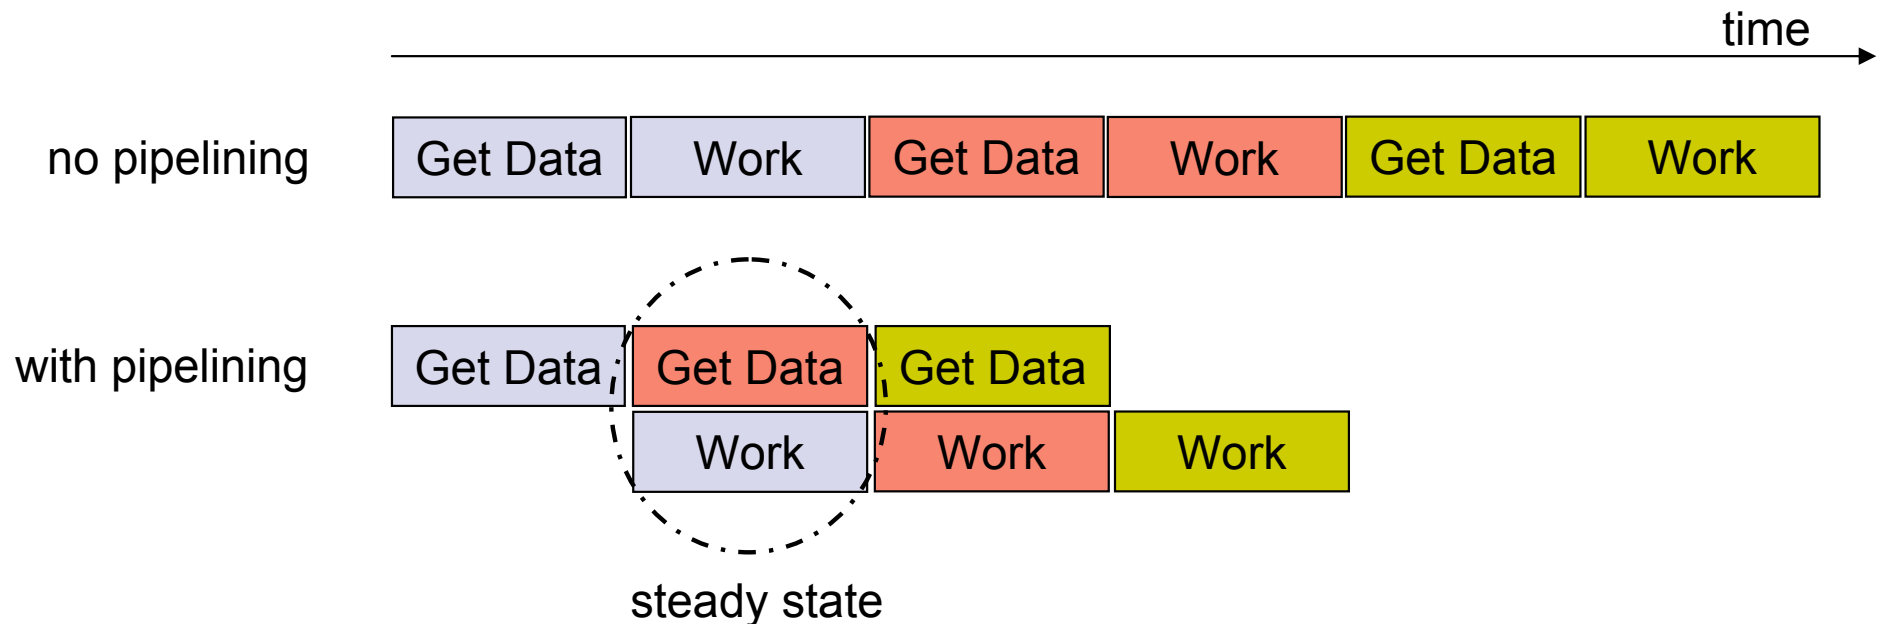 time
no pipelining Get Data Work Get Data Work Get Data Work
with pipelining Get Data Get Data Get Data
Work Work Work
steady state